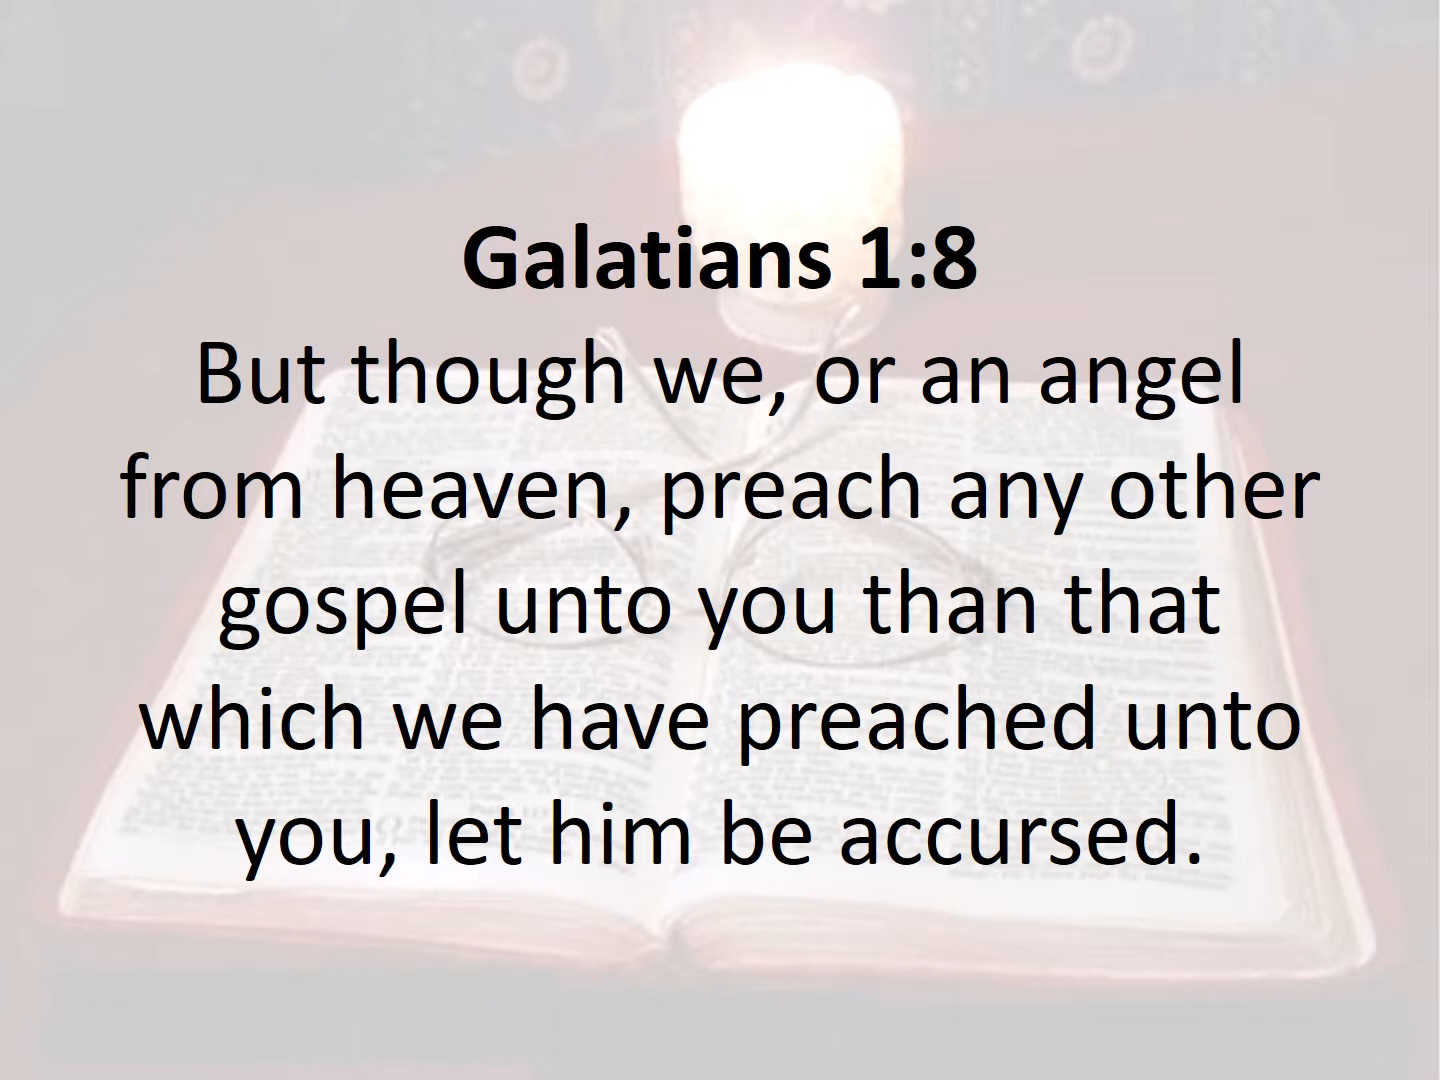 Galatians 1:8
But though we, or an angel
from heaven, preach any other
gospel unto you than that
which we have preached unto
you, let him be accursed.